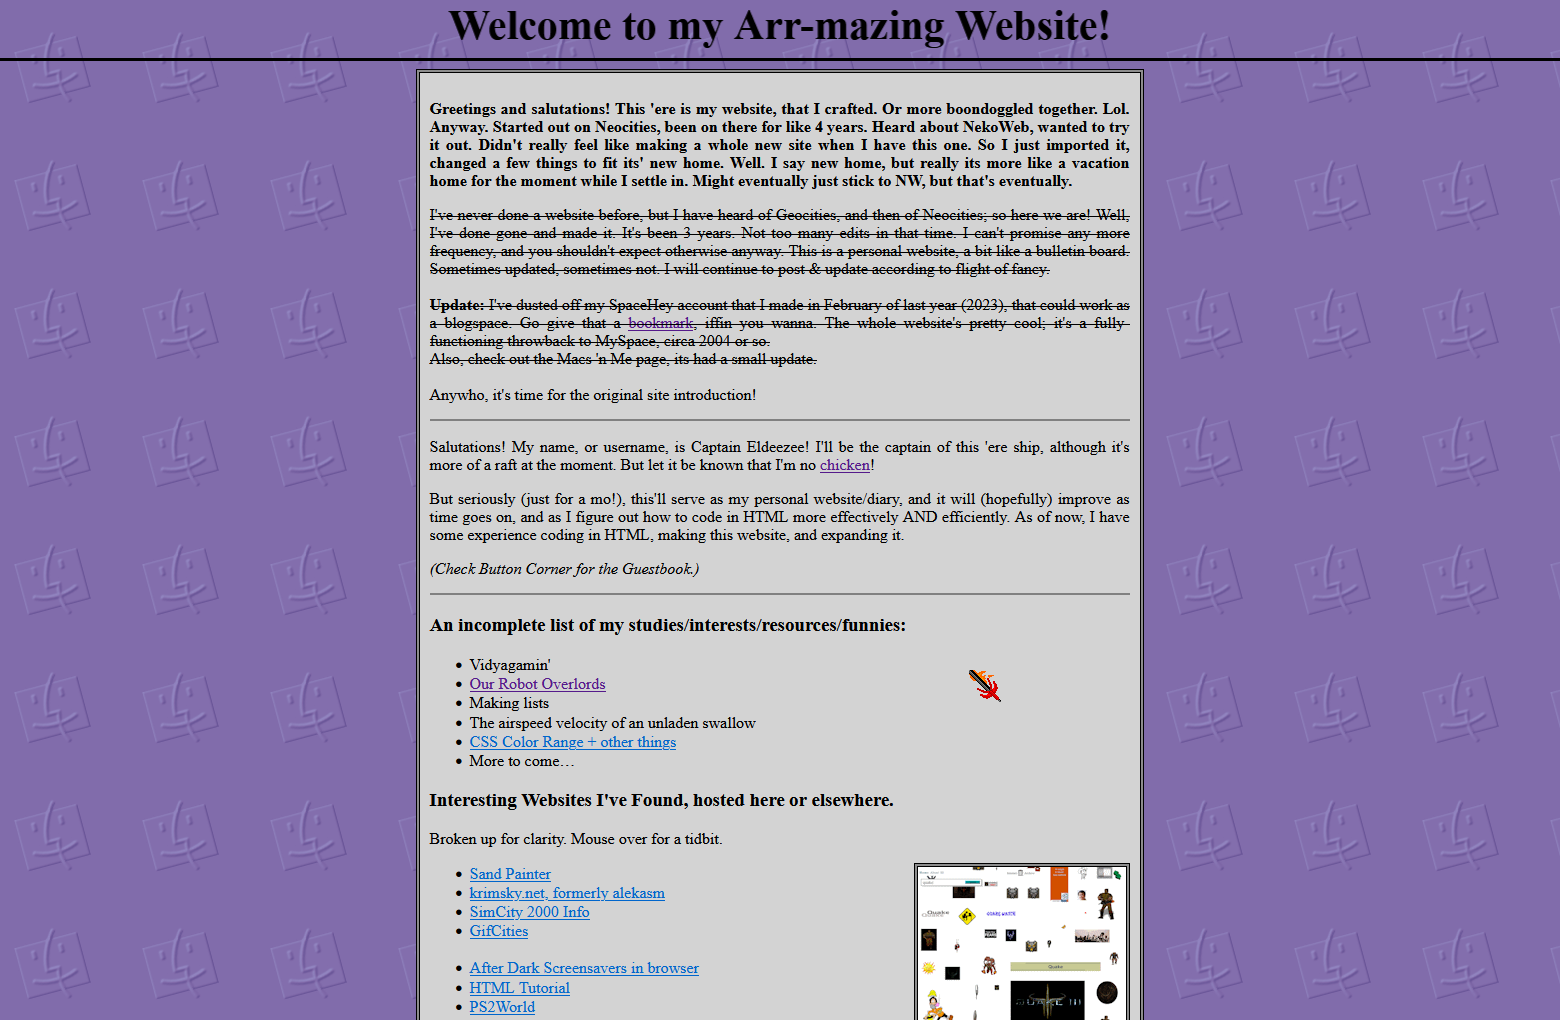 Welcome to my Arr-mazing Website!
Greetings and salutations! This 'ere is my website, that I crafted. Or more boondoggled together. Lol.
Anyway. Started out on Neocities, been on there for like 4 years. Heard about NekoWeb, wanted to try
it out. Didn't really feel like making a whole new site when I have this one. So I just imported it,
changed a few things to fit its' new home. Well. I say new home, but really its more like a vacation
home for the moment while I settle in. Might eventually just stick to NW, but that's eventually.
I've never done a website before, but I have heard of Geocities, and then of Neocities; so here we are! Well,
I've done gone and made it. It's been 3 years. Not too many edits in that time. I can't promise any more
frequency, and you shouldn't expect otherwise anyway. This is a personal website, a bit like a bulletin board.
Sometimes updated, sometimes not. I will continue to post & update according to flight of fancy.
Update: I've dusted off my SpaceHey account that I made in February of last year (2023), that could work as
a blogspace. Go give that a bookmark, iffin you wanna. The whole website's pretty cool; it's a fully-
functioning throwback to MySpace, circa 2004 or so.
Also, check out the Macs 'n Me page, its had a small update.
Anywho, it's time for the original site introduction!
Salutations! My name, or username, is Captain Eldeezee! I'll be the captain of this 'ere ship, although it's
more of a raft at the moment. But let it be known that I'm no chicken!
But seriously (just for a mo!), this'll serve as my personal website/diary, and it will (hopefully) improve as
time goes on, and as I figure out how to code in HTML more effectively AND efficiently. As of now, I have
some experience coding in HTML, making this website, and expanding it.
(Check Button Corner for the Guestbook.)
An incomplete list of my studies/interests/resources/funnies:
Vidyagamin'
Our Robot Overlords
Making lists
The airspeed velocity of an unladen swallow
CSS Color Range + other things
More to come…
Interesting Websites I've Found, hosted here or elsewhere.
Broken up for clarity. Mouse over for a tidbit.
Sand Painter
krimsky.net, formerly alekasm
SimCity 2000 Info
GifCities
After Dark Screensavers in browser
HTML Tutorial
PS2World
Quake
Quake